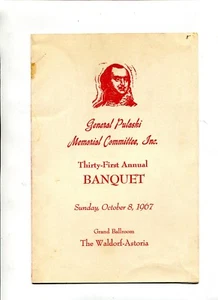 General Pulaski
Memorial Committee, Inc.
Thirty-First Annual
BANQUET
Sunday, October 8, 1967
Grand Ballroom
The Waldorf-Astoria